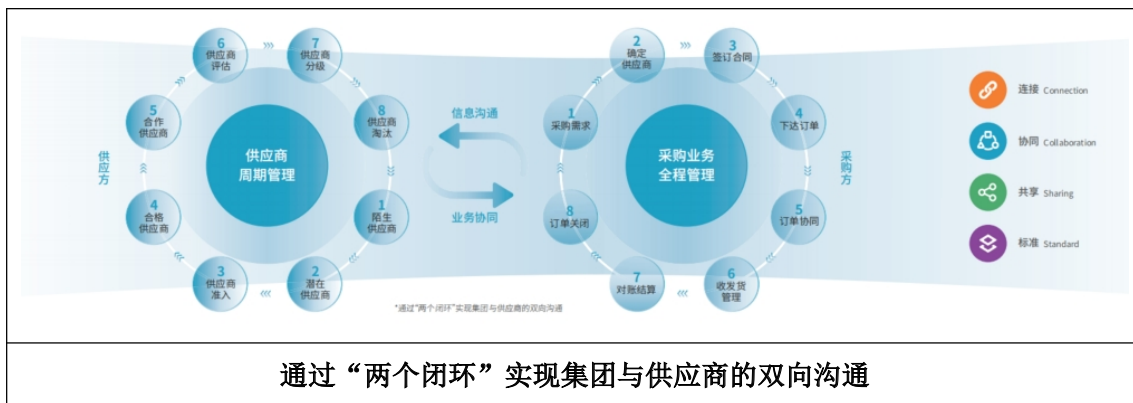 供应方
供应商
周期管理
1
陌生
供应商
2
潜在
供应商
3
供应商
准入
4
合格
供应商
5
合作
供应商
6
供应商
评估
7
供应商
分级
8
供应商
淘汰
信息沟通
业务协同
采购业务
全程管理
1
采购需求
2
确定
供应商
3
签订合同
4
下达订单
5
订单协同
6
收发货
管理
7
对账结算
8
订单关闭
采购方
连接 Connection
协同 Collaboration
共享 Sharing
标准 Standard
*通过“两个闭环”实现集团与供应商的双向沟通
通过“两个闭环”实现集团与供应商的双向沟通